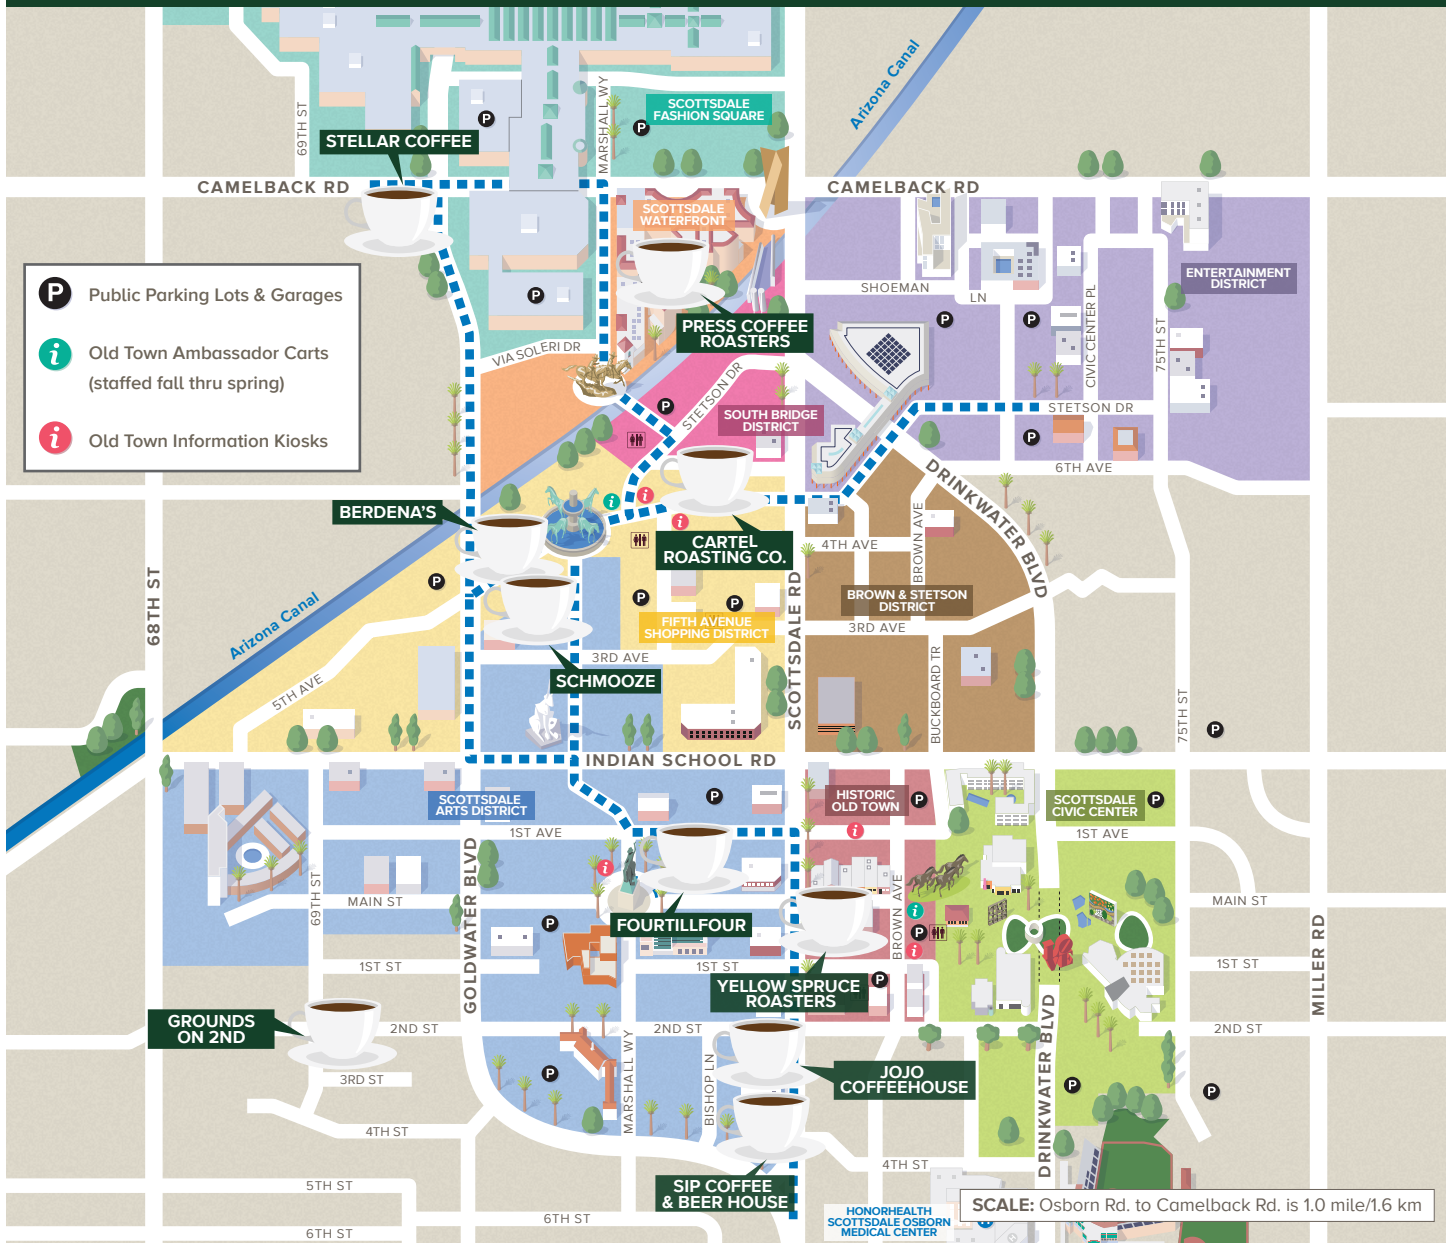 SCOTTSDALE
FASHION SQUARE
Arizona Canal
69TH ST
MARSHALL WY
P
P
STELLAR COFFEE
CAMELBACK RD
CAMELBACK RD
SCOTTSDALE
WATERFRONT
ENTERTAINMENT
DISTRICT
P
Public Parking Lots & Garages
i
Old Town Ambassador Carts
(staffed fall thru spring)
i
Old Town Information Kiosks
P
SHOEMAN
LN
CIVIC CENTER PL
75TH ST
P
P
PRESS COFFEE
ROASTERS
VIA SOLERI DR
STETSON DR
P
SOUTH BRIDGE
DISTRICT
STETSON DR
P
6TH AVE
DRINKWATER BLVD
BERDENA'S
i
i
i
CARTEL
ROASTING CO.
4TH AVE
BROWN AVE
68TH ST
Arizona Canal
P
P
P
SCOTTSDALE RD
BROWN & STETSON
DISTRICT
FIFTH AVENUE
SHOPPING DISTRICT
3RD AVE
3RD AVE
SCHMOOZE
5TH AVE
BUCKBOARD TR
75TH ST
P
INDIAN SCHOOL RD
SCOTTSDALE
ARTS DISTRICT
P
HISTORIC
OLD TOWN
P
SCOTTSDALE
CIVIC CENTER
P
1ST AVE
i
1ST AVE
GOLDWATER BLVD
69TH ST
i
MAIN ST
MAIN ST
BROWN AVE
i
P
i
P
FOURTILLFOUR
MILLER RD
1ST ST
1ST ST
1ST ST
YELLOW SPRUCE
ROASTERS
P
GROUNDS
ON 2ND
2ND ST
2ND ST
2ND ST
DRINKWATER BLVD
MARSHALL WY
BISHOP LN
JOJO
COFFEEHOUSE
3RD ST
P
P
P
4TH ST
4TH ST
SIP COFFEE
& BEER HOUSE
5TH ST
6TH ST
6TH ST
HONORHEALTH
SCOTTSDALE OSBORN
MEDICAL CENTER
SCALE: Osborn Rd. to Camelback Rd. is 1.0 mile/1.6 km